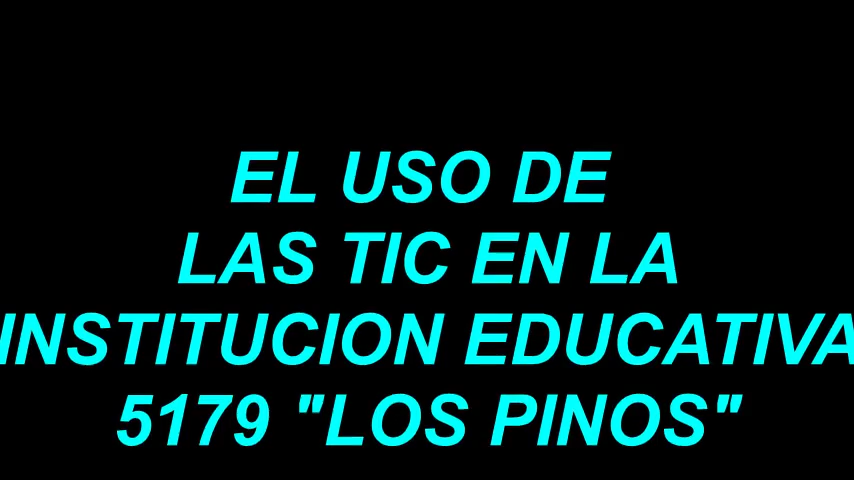 EL USO DE
LAS TIC EN LA
INSTITUCION EDUCATIVA
5179 "LOS PINOS"